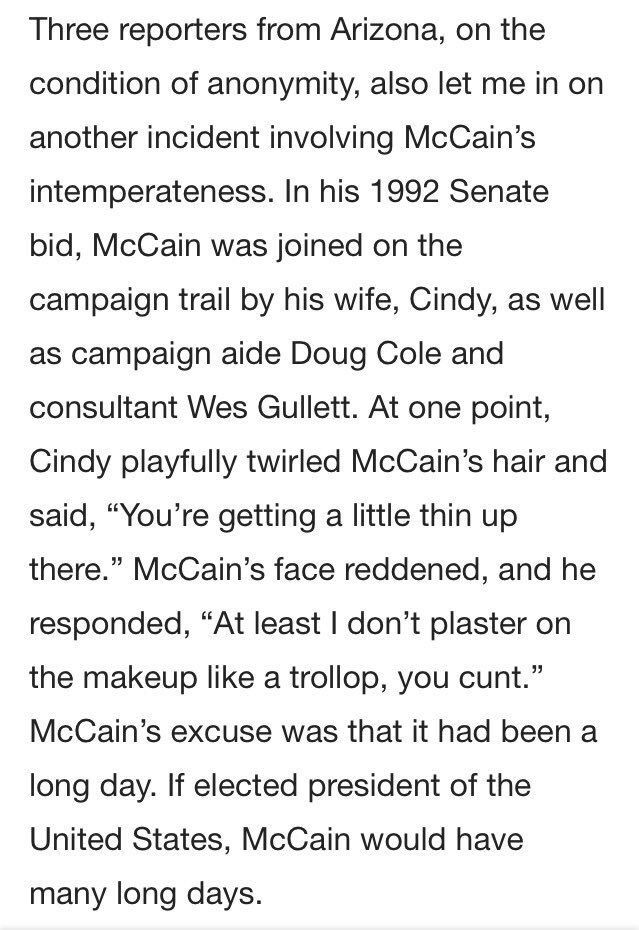 Three reporters from Arizona, on the
condition of anonymity, also let me in on
another incident involving McCain’s
intemperateness. In his 1992 Senate
bid, McCain was joined on the
campaign trail by his wife, Cindy, as well
as campaign aide Doug Cole and
consultant Wes Gullett. At one point,
Cindy playfully twirled McCain’s hair and
said, “You’re getting a little thin up
there.” McCain’s face reddened, and he
responded, “At least I don’t plaster on
the makeup like a trollop, you cunt.”
McCain’s excuse was that it had been a
long day. If elected president of the
United States, McCain would have
many long days.